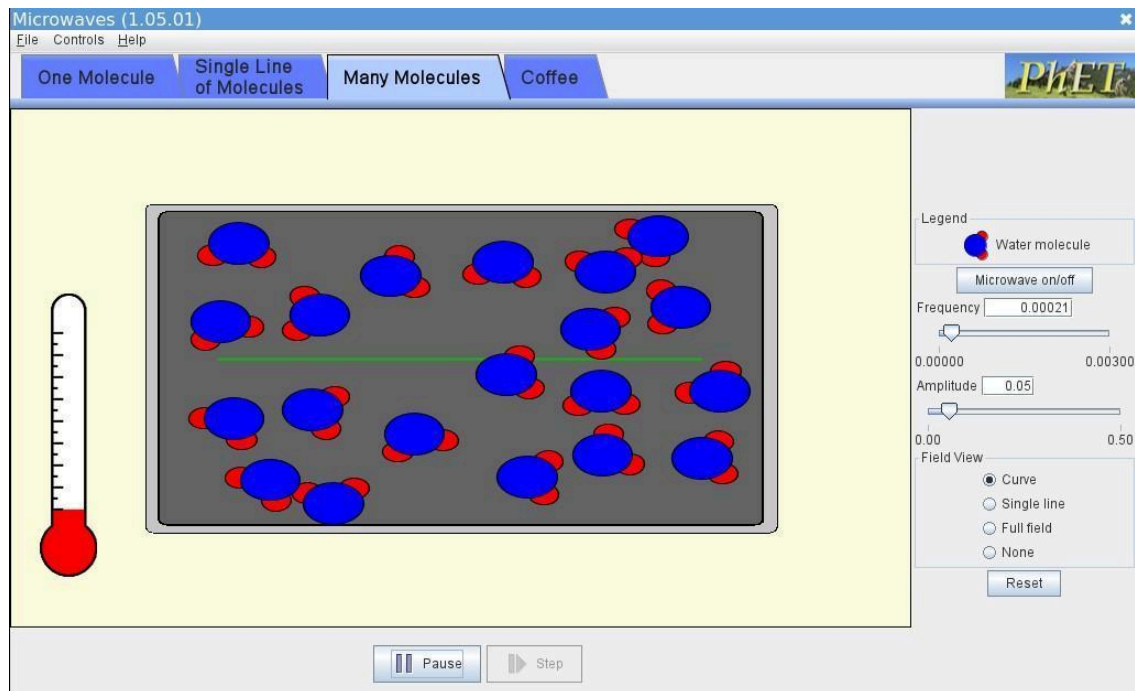 Microwaves (1.05.01)
File Controls Help
One Molecule
Single Line
of Molecules
Many Molecules
Coffee
PhET
Legend
Water molecule
Microwave on/off
Frequency 0.00021
0.00000 0.00300
Amplitude 0.05
0.00 0.50
Field View
Curve
Single line
Full field
None
Reset
Pause
Step